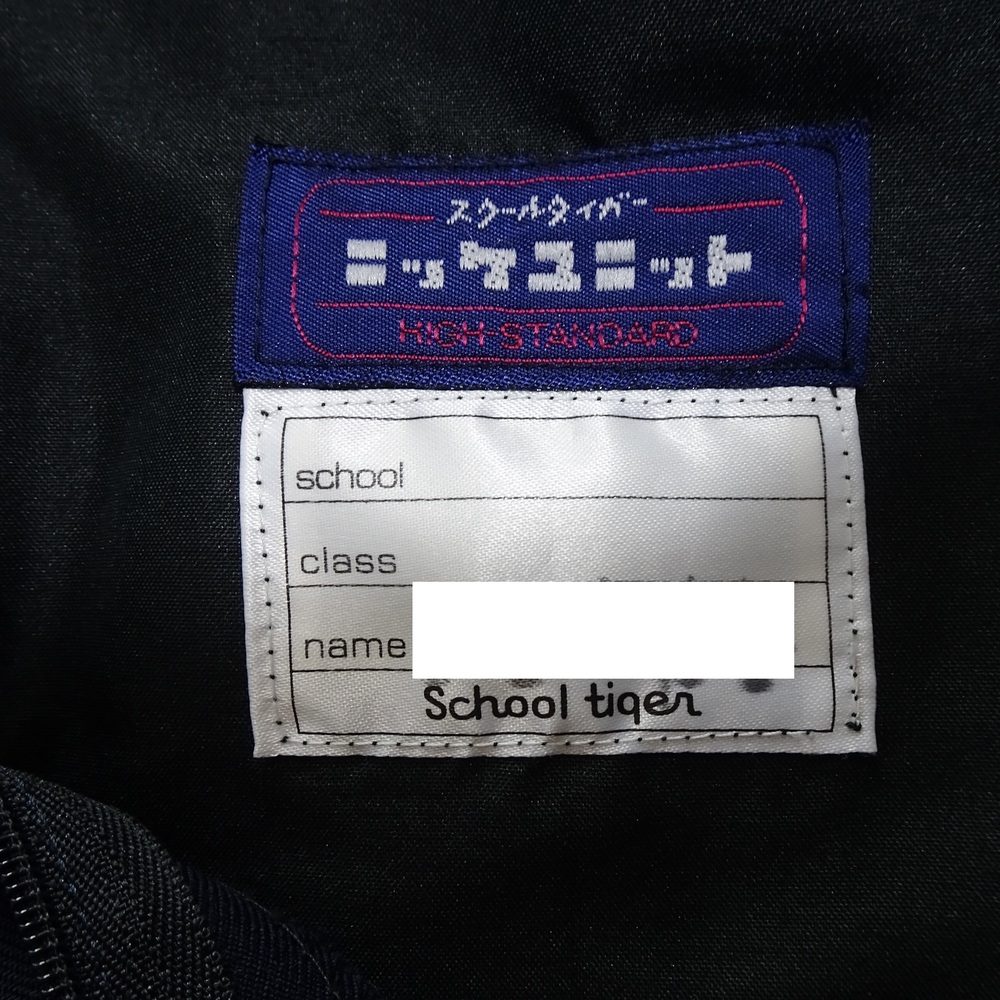 スクールタイガー
ニッケユニット
HIGH-STANDARD
school
class
name
School tiger